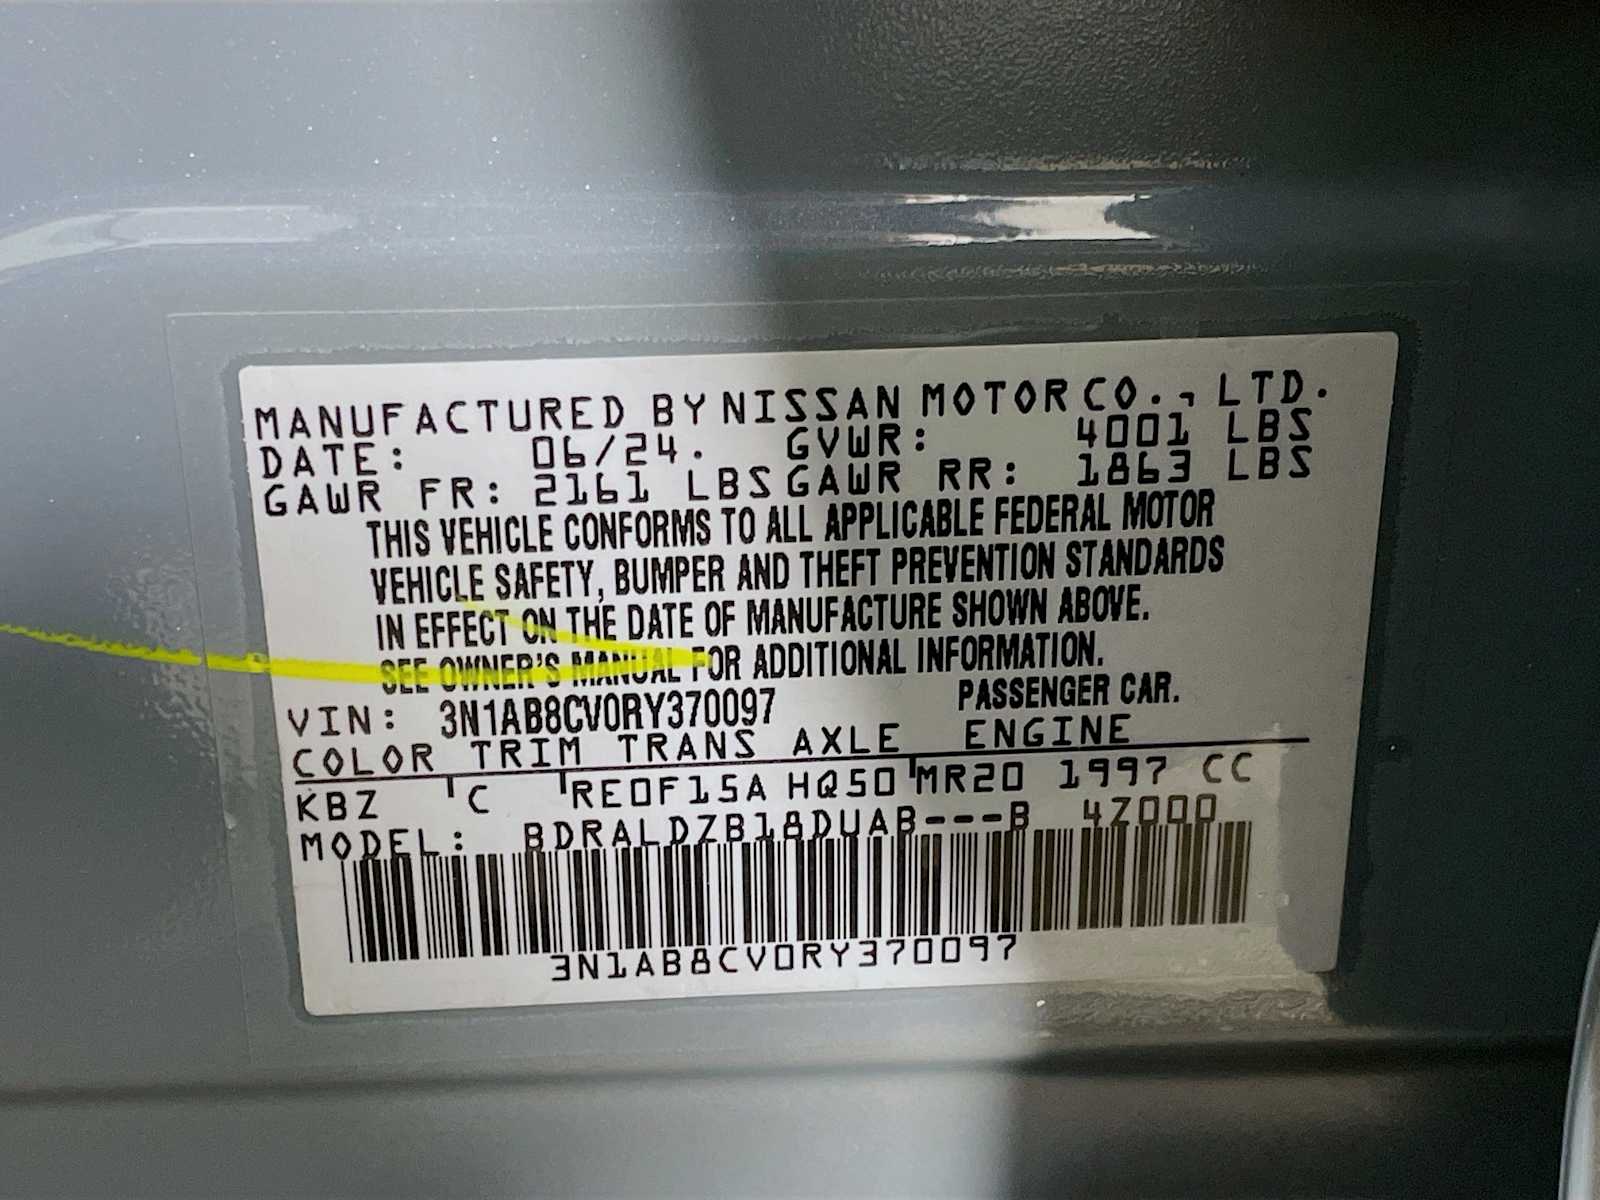 MANUFACTURED BY NISSAN MOTOR CO., LTD.
DATE: 06/24. GVWR: 4001 LBS
GAWR FR: 2161 LBS GAWR RR: 1863 LBS
THIS VEHICLE CONFORMS TO ALL APPLICABLE FEDERAL MOTOR
VEHICLE SAFETY, BUMPER AND THEFT PREVENTION STANDARDS
IN EFFECT ON THE DATE OF MANUFACTURE SHOWN ABOVE.
SEE OWNER'S MANUAL FOR ADDITIONAL INFORMATION.
VIN: 3N1AB8CV0RY370097 PASSENGER CAR.
COLOR TRIM TRANS AXLE ENGINE
KBZ C RE0F15A HQ50 MR20 1997 CC
MODEL: BDRALDZB18DUAB---B 4Z000
3N1AB8CV0RY370097